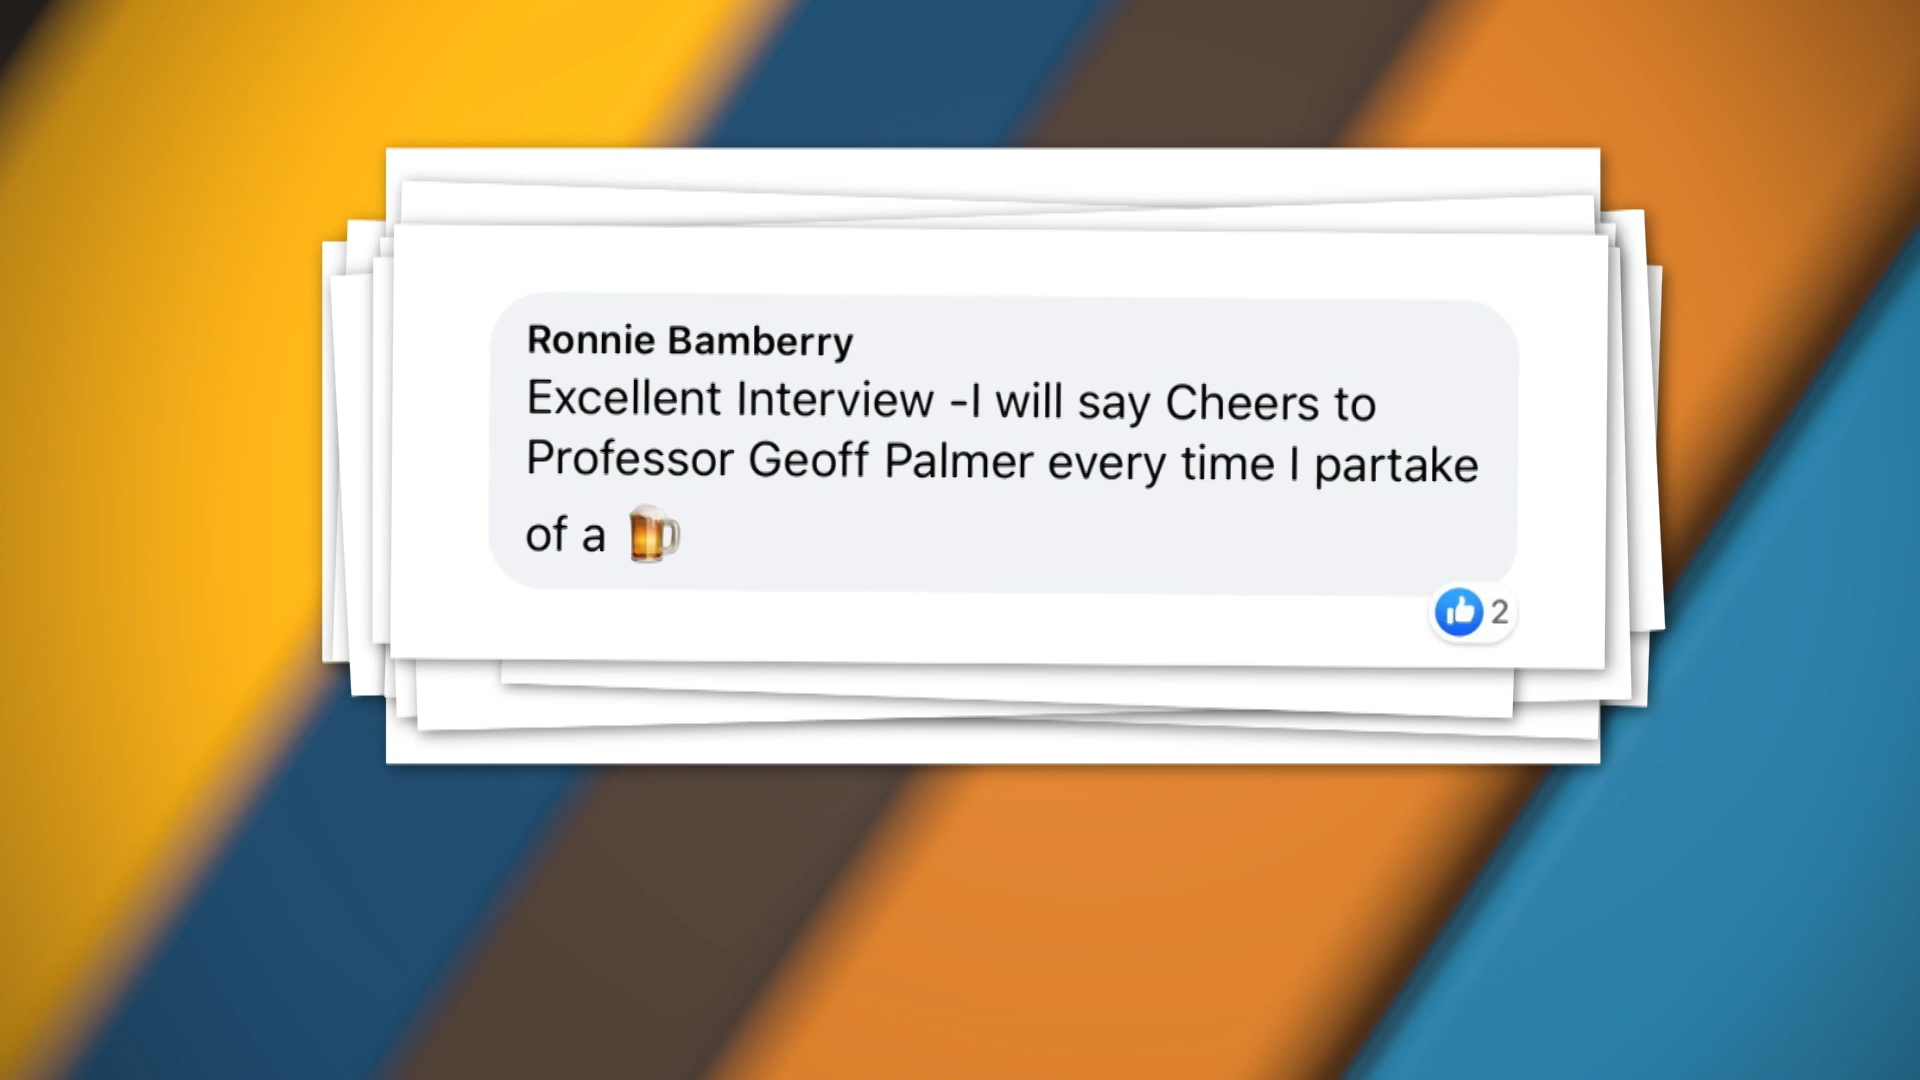 Ronnie Bamberry
Excellent Interview -I will say Cheers to
Professor Geoff Palmer every time I partake
of a 🍺
2